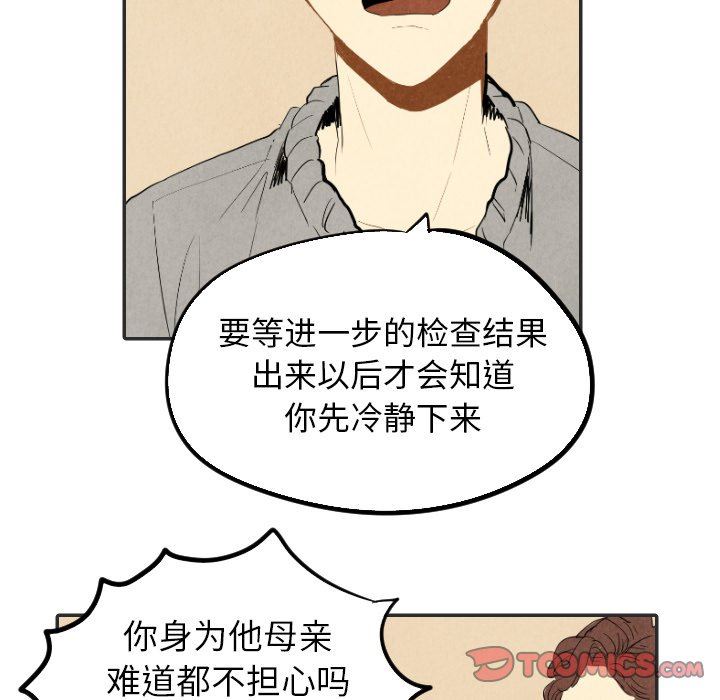 要等进一步的检查结果
出来以后才会知道
你先冷静下来
你身为他母亲
难道都不担心吗
TOOMICS.COM